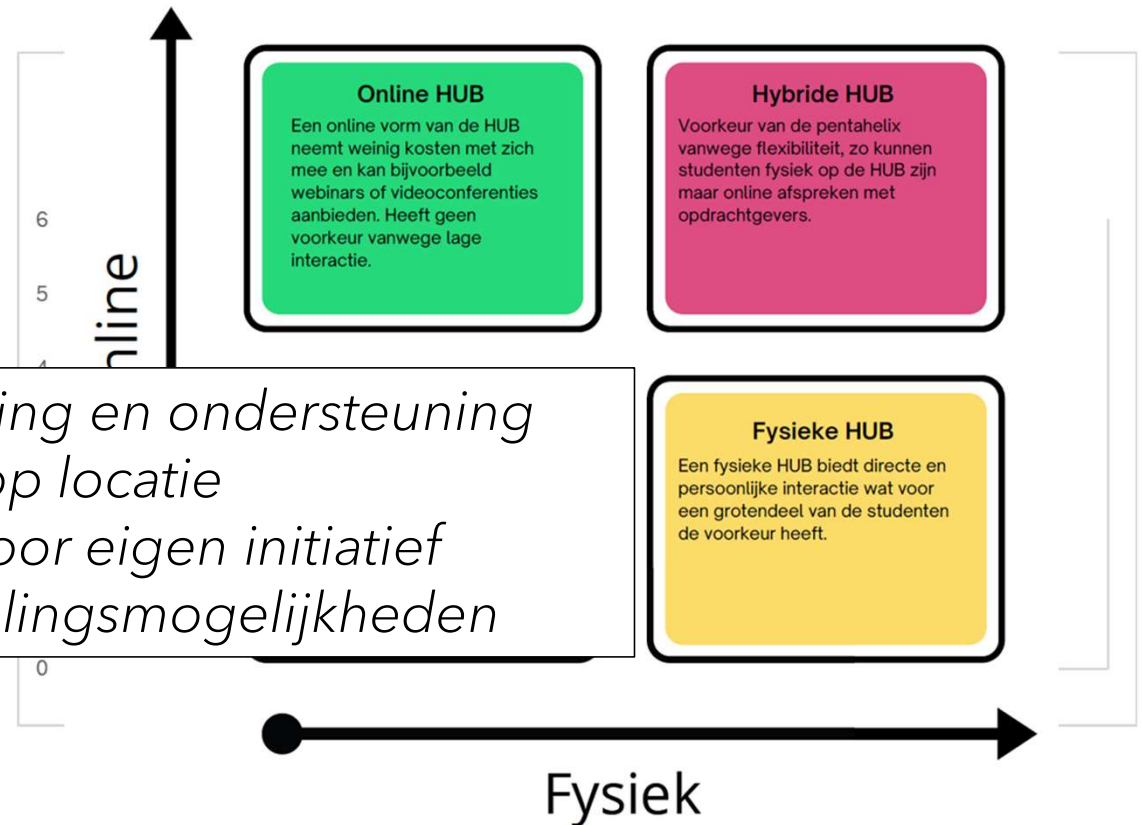 Online HUB
Een online vorm van de HUB
neemt weinig kosten met zich
mee en kan bijvoorbeeld
webinars of videoconferenties
aanbieden. Heeft geen
voorkeur vanwege lage
interactie.
Hybride HUB
Voorkeur van de pentahelix
vanwege flexibiliteit, zo kunnen
studenten fysiek op de HUB zijn
maar online afspreken met
opdrachtgevers.
6
5
en ondersteuning
locatie
eigen initiatief
Fysieke HUB
Een fysieke HUB biedt directe en
persoonlijke interactie wat voor
een grotendeel van de studenten
de voorkeur heeft.
0
Fysiek